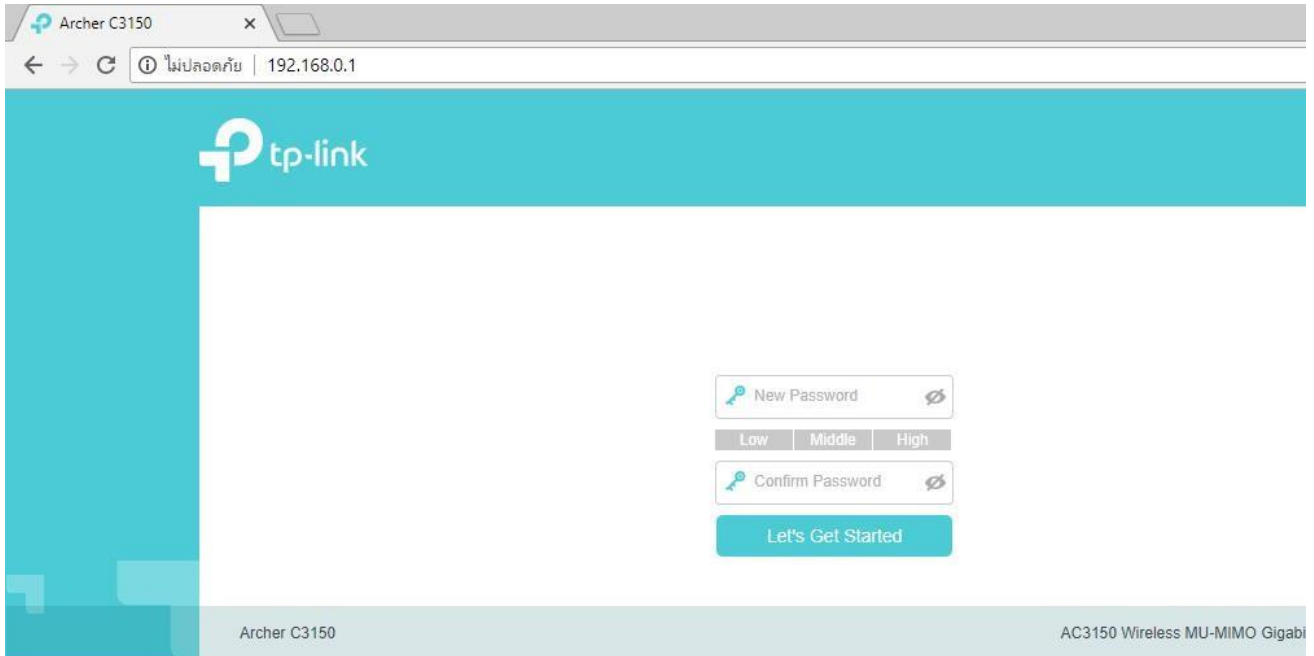 Archer C3150
ไม่ปลอดภัย | 192.168.0.1
tp-link
New Password
Low Middle High
Confirm Password
Let's Get Started
Archer C3150 AC3150 Wireless MU-MIMO Gigabi